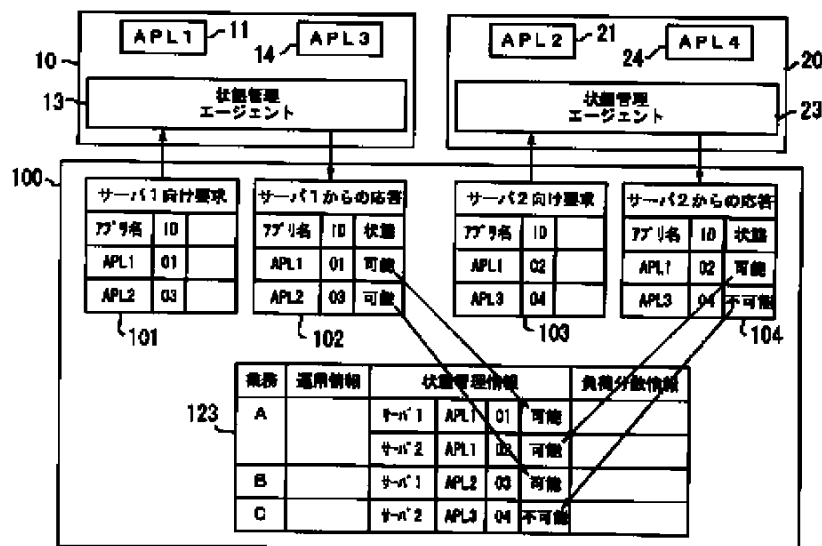 APL1 11
14 APL3
APL2 21
24 APL4
10
20
13
状態管理
エージェント
状態管理
エージェント
23
100
サーバ1向け要求
アプリ名 ID
APL1 01
APL2 03
101
サーバ1からの応答
アプリ名 ID 状態
APL1 01 可能
APL2 03 可能
102
サーバ2向け要求
アプリ名 ID
APL1 02
APL3 04
103
サーバ2からの応答
アプリ名 ID 状態
APL1 02 可能
APL3 04 不可能
104
123
業務 運用情報 状態管理情報 負荷分散情報
A サーバ1 APL1 01 可能
サーバ2 APL1 02 可能
B サーバ1 APL2 03 可能
C サーバ2 APL3 04 不可能